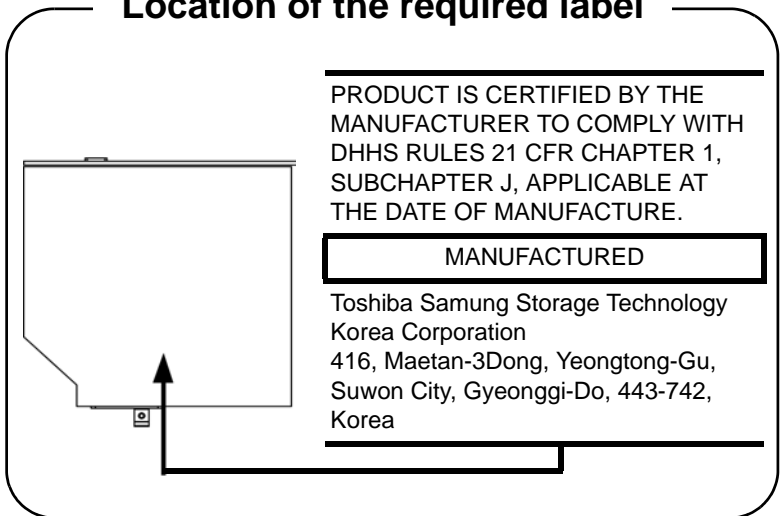 Location of the required label
PRODUCT IS CERTIFIED BY THE
MANUFACTURER TO COMPLY WITH
DHHS RULES 21 CFR CHAPTER 1,
SUBCHAPTER J, APPLICABLE AT
THE DATE OF MANUFACTURE.
MANUFACTURED
Toshiba Samung Storage Technology
Korea Corporation
416, Maetan-3Dong, Yeongtong-Gu,
Suwon City, Gyeonggi-Do, 443-742,
Korea